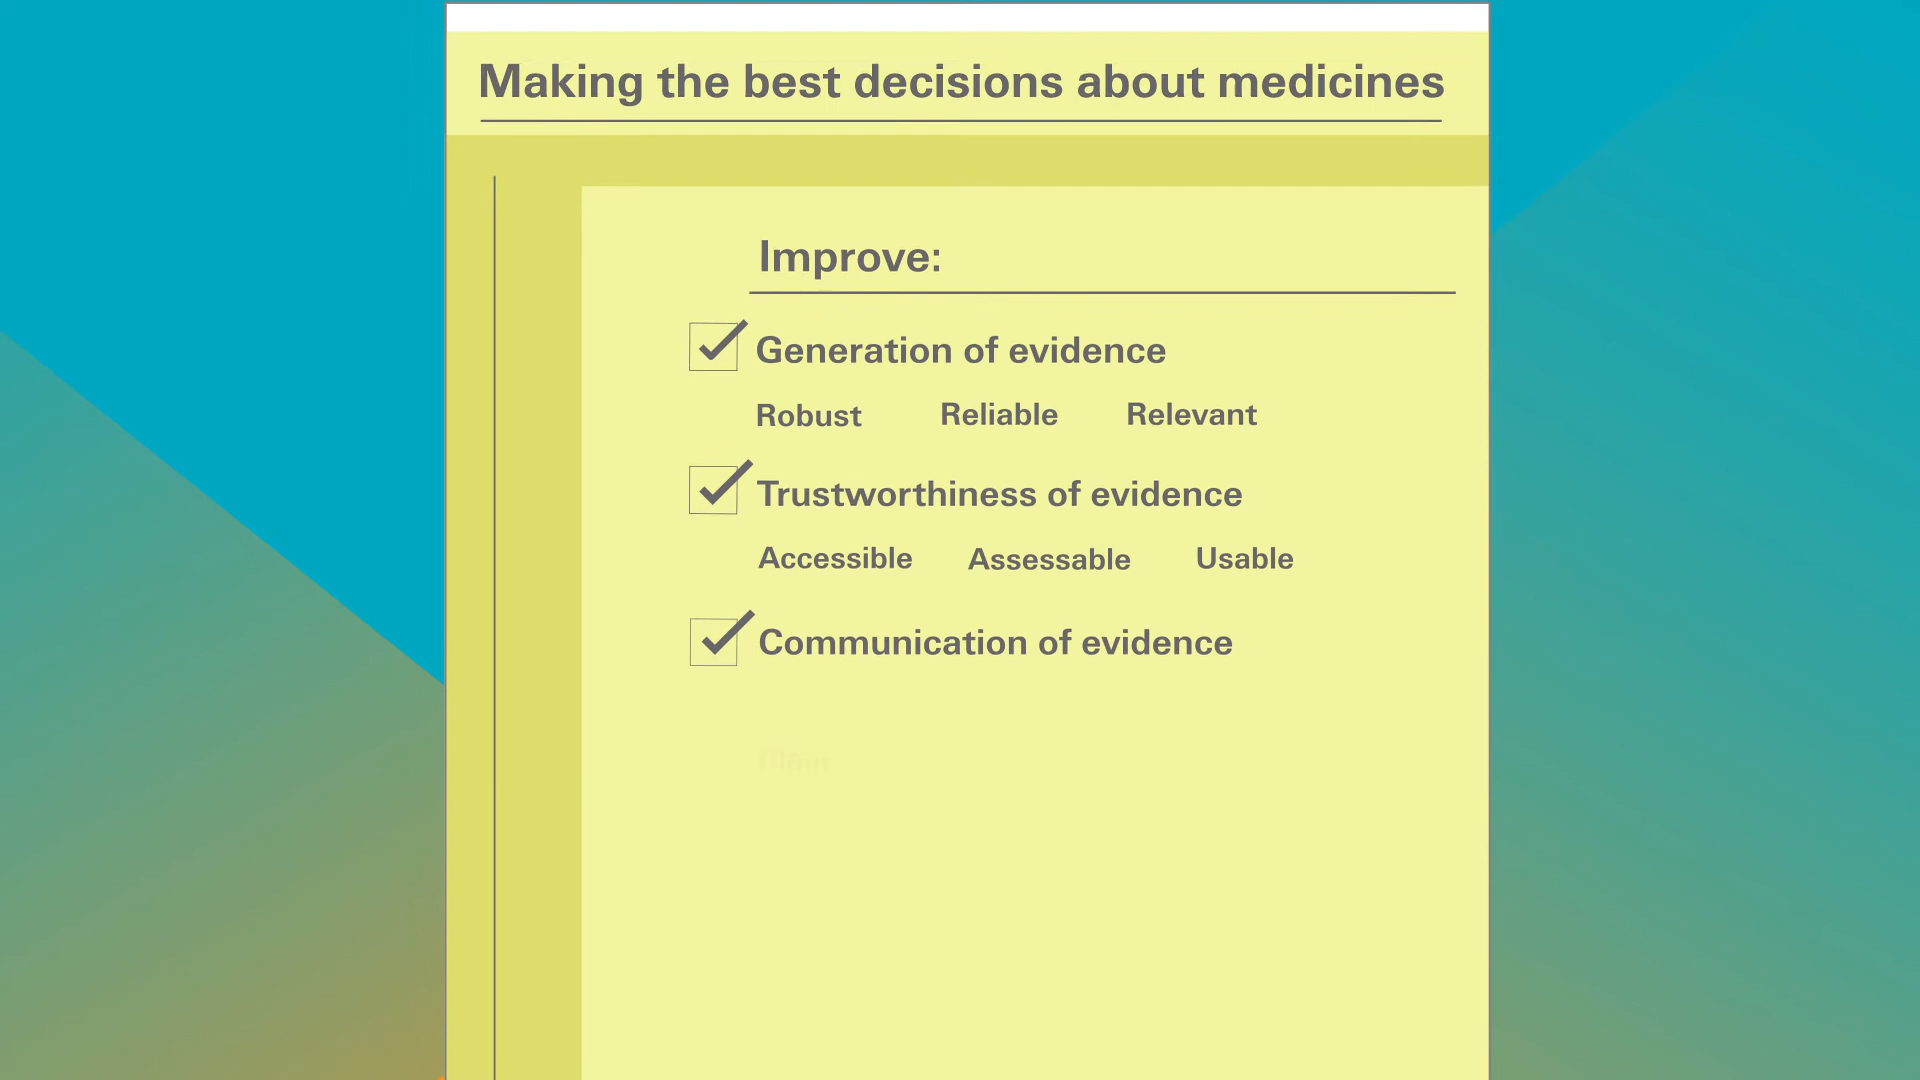 Making the best decisions about medicines
Improve:
Generation of evidence
Robust Reliable Relevant
Trustworthiness of evidence
Accessible Assessable Usable
Communication of evidence